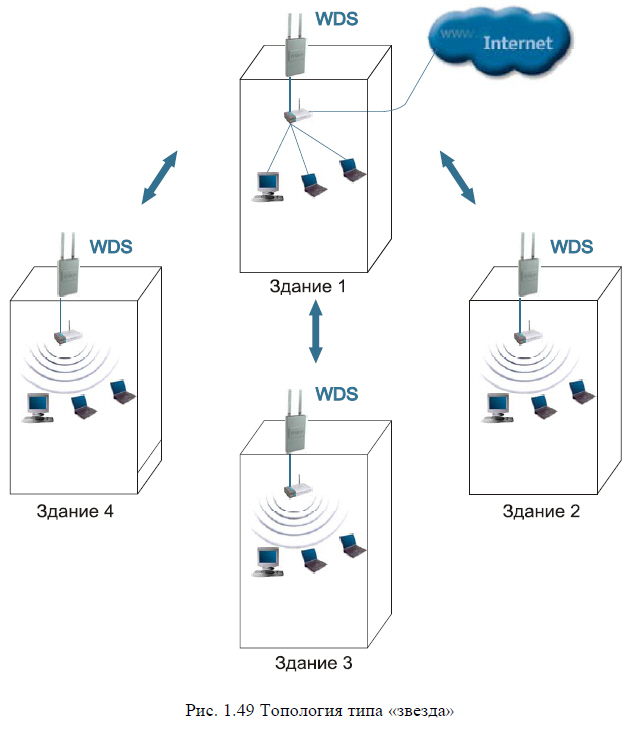 WDS
www.
Internet
Здание 1
WDS
WDS
Здание 4
Здание 2
WDS
Здание 3
Рис. 1.49 Топология типа «звезда»